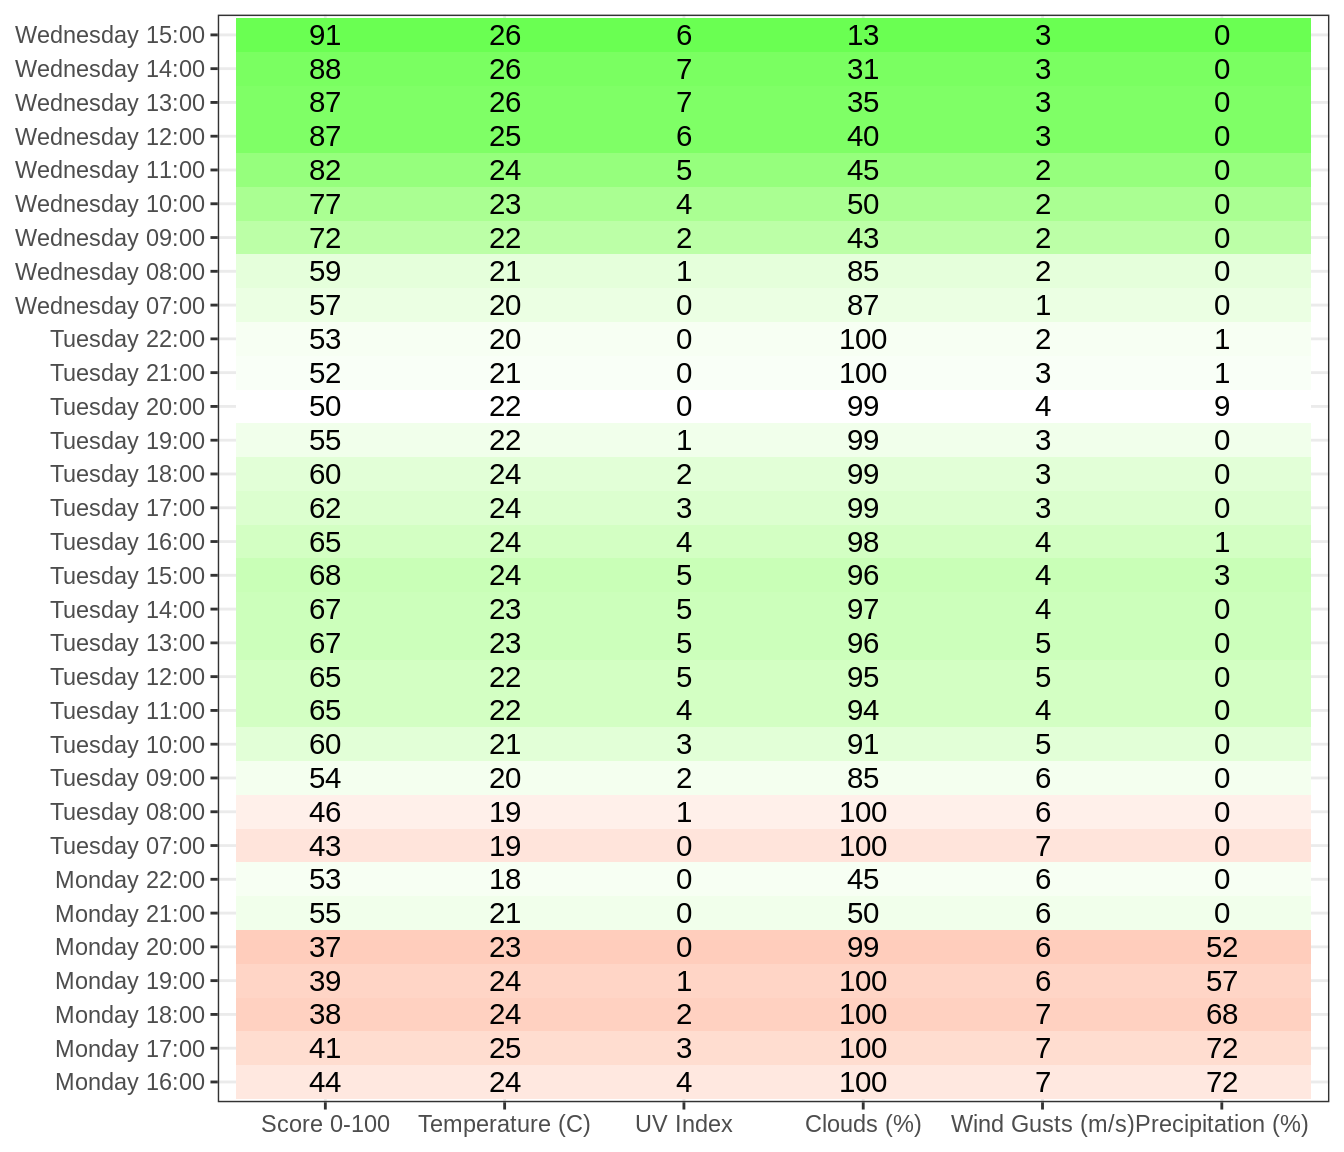 Wednesday 15:00 91 26 6 13 3 0
Wednesday 14:00 88 26 7 31 3 0
Wednesday 13:00 87 26 7 35 3 0
Wednesday 12:00 87 25 6 40 3 0
Wednesday 11:00 82 24 5 45 2 0
Wednesday 10:00 77 23 4 50 2 0
Wednesday 09:00 72 22 2 43 2 0
Wednesday 08:00 59 21 1 85 2 0
Wednesday 07:00 57 20 0 87 1 0
Tuesday 22:00 53 20 0 100 2 1
Tuesday 21:00 52 21 0 100 3 1
Tuesday 20:00 50 22 0 99 4 9
Tuesday 19:00 55 22 1 99 3 0
Tuesday 18:00 60 24 2 99 3 0
Tuesday 17:00 62 24 3 99 3 0
Tuesday 16:00 65 24 4 98 4 1
Tuesday 15:00 68 24 5 96 4 3
Tuesday 14:00 67 23 5 97 4 0
Tuesday 13:00 67 23 5 96 5 0
Tuesday 12:00 65 22 5 95 5 0
Tuesday 11:00 65 22 4 94 4 0
Tuesday 10:00 60 21 3 91 5 0
Tuesday 09:00 54 20 2 85 6 0
Tuesday 08:00 46 19 1 100 6 0
Tuesday 07:00 43 19 0 100 7 0
Monday 22:00 53 18 0 45 6 0
Monday 21:00 55 21 0 50 6 0
Monday 20:00 37 23 0 99 6 52
Monday 19:00 39 24 1 100 6 57
Monday 18:00 38 24 2 100 7 68
Monday 17:00 41 25 3 100 7 72
Monday 16:00 44 24 4 100 7 72
Score 0-100 Temperature (C) UV Index Clouds (%) Wind Gusts (m/s) Precipitation (%)